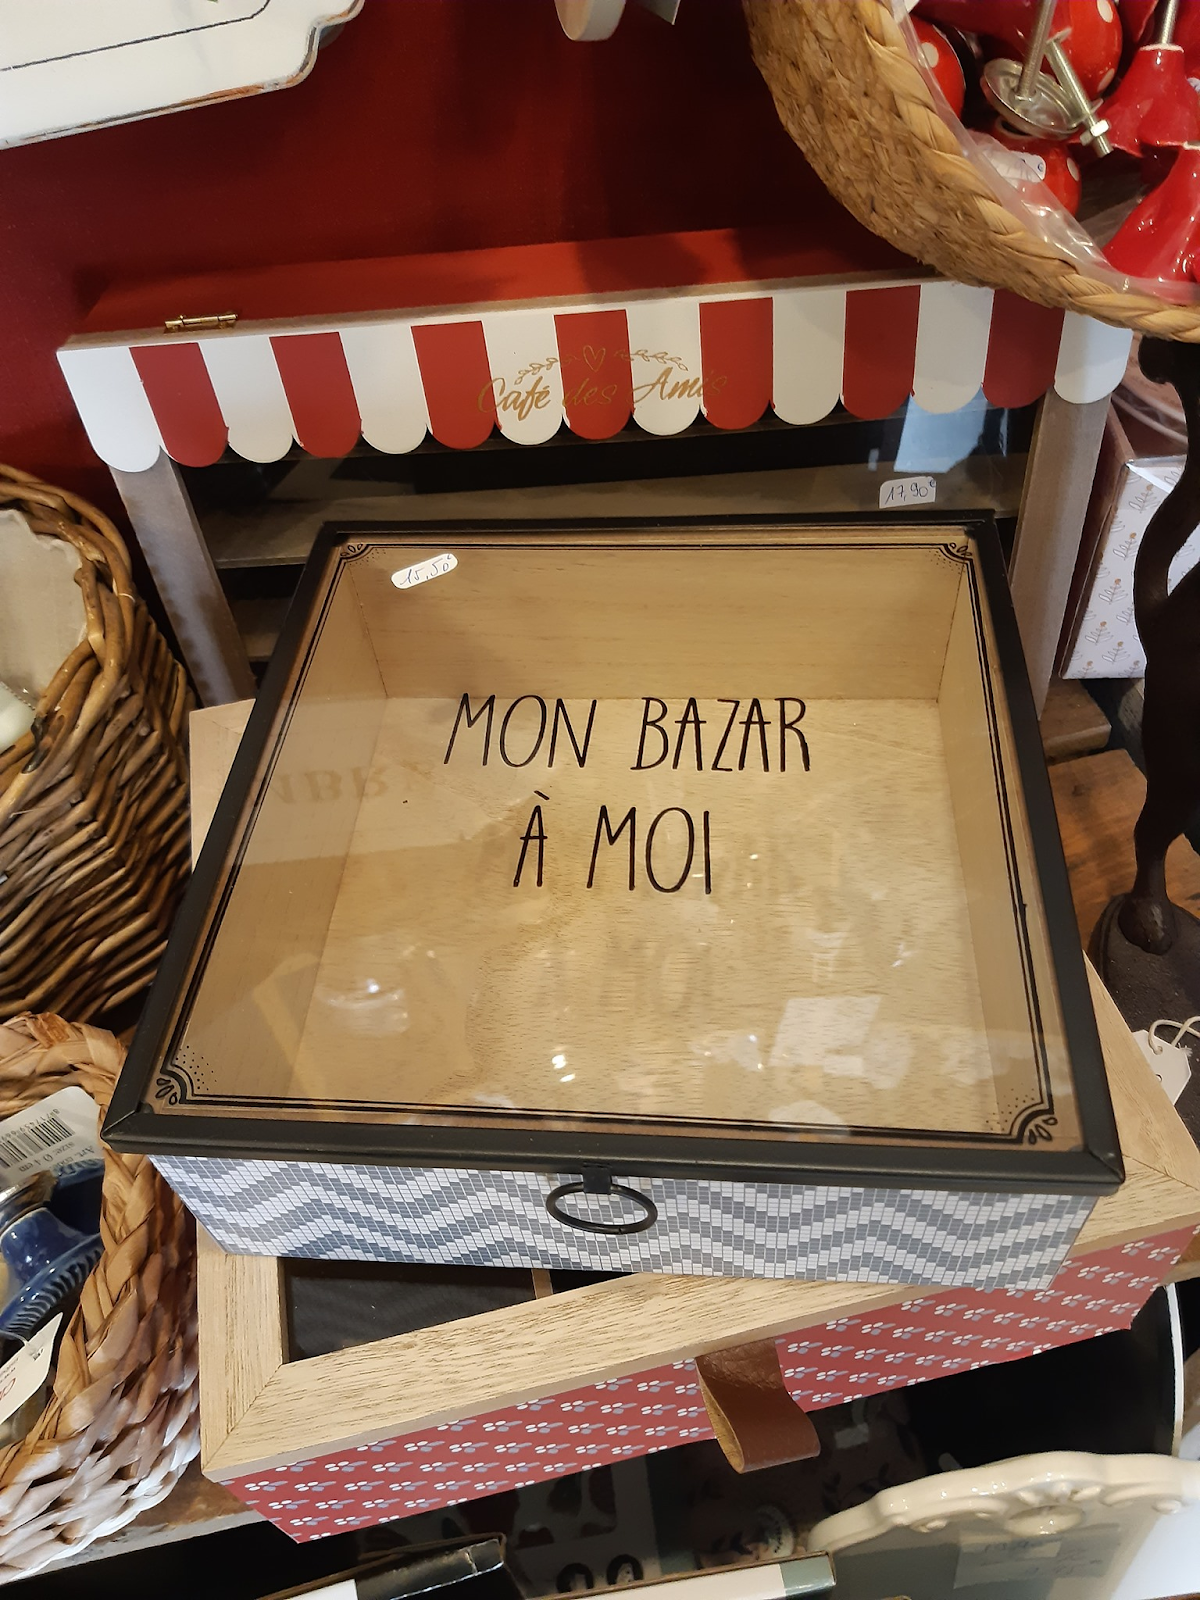 Café des Amis
17,90€
15,50€
MON BAZAR
À MOI